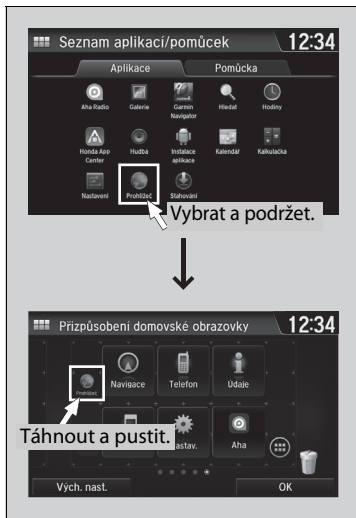 Seznam aplikací/pomůcek 12:34
Aplikace Pomůcka
Aha Radio Galerie Garmin Navigator Hledat Hodiny
Honda App Center Hudba Instalace aplikace Kalendář Kalkulačka
Nastavení Prohlížeč Stahování
Vybrat a podržet.
Přizpůsobení domovské obrazovky 12:34
Prohlížeč Navigace Telefon Údaje
Táhnout a pustit.
astav. Aha
Vých. nast. OK